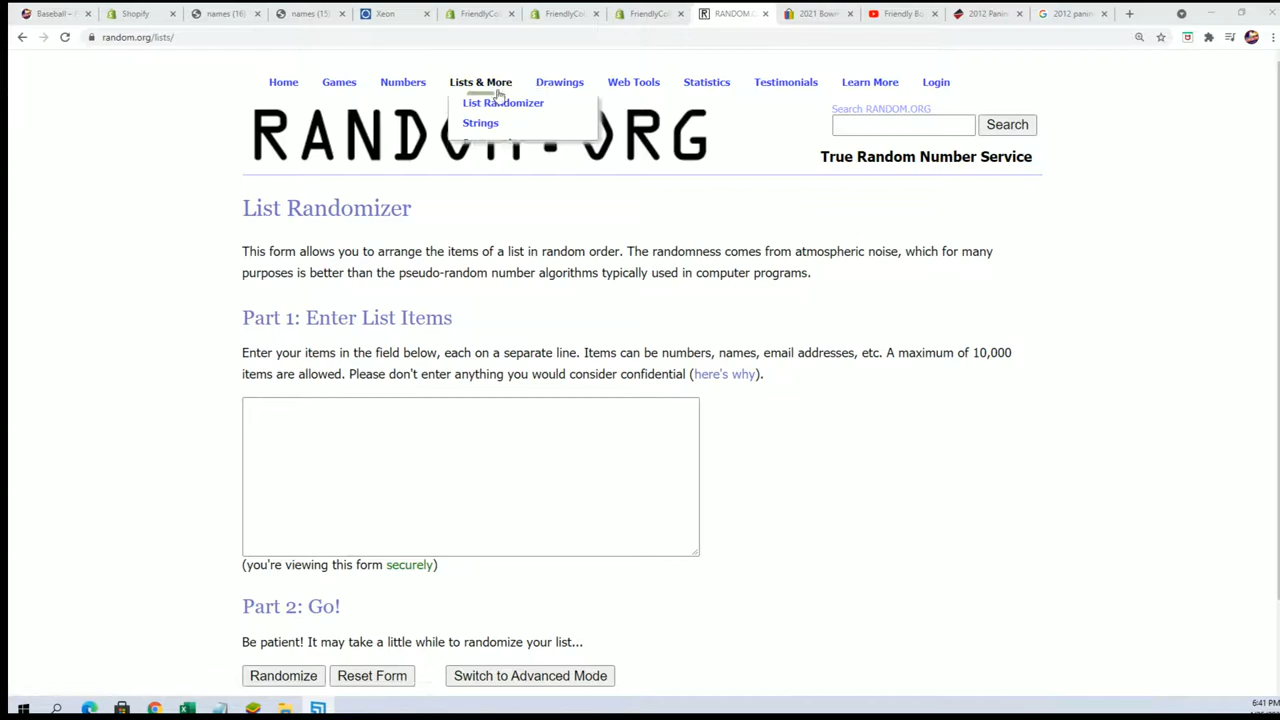 Baseball –
Shopify
names (16)
names (15)
Xeon
FriendlyCo
FriendlyCol
FriendlyCo
RANDOM.C
2021 Bowm
Friendly Bo
2012 Panin
2012 panin
random.org/lists/
Home Games Numbers Lists & More Drawings Web Tools Statistics Testimonials Learn More Login
List Randomizer
Strings
Search RANDOM.ORG
RANDOM.ORG
Search
True Random Number Service
List Randomizer
This form allows you to arrange the items of a list in random order. The randomness comes from atmospheric noise, which for many
purposes is better than the pseudo-random number algorithms typically used in computer programs.
Part 1: Enter List Items
Enter your items in the field below, each on a separate line. Items can be numbers, names, email addresses, etc. A maximum of 10,000
items are allowed. Please don't enter anything you would consider confidential (here's why).
(you're viewing this form securely)
Part 2: Go!
Be patient! It may take a little while to randomize your list...
Randomize Reset Form Switch to Advanced Mode
6:41 PM